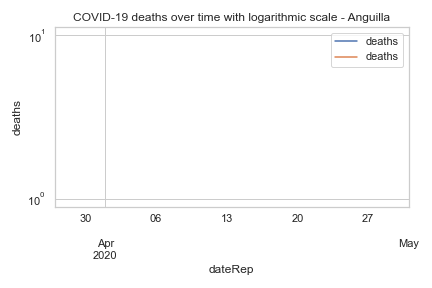 COVID-19 deaths over time with logarithmic scale - Anguilla
10¹
deaths
deaths
deaths
10⁰
30 06 13 20 27
Apr May
2020
dateRep